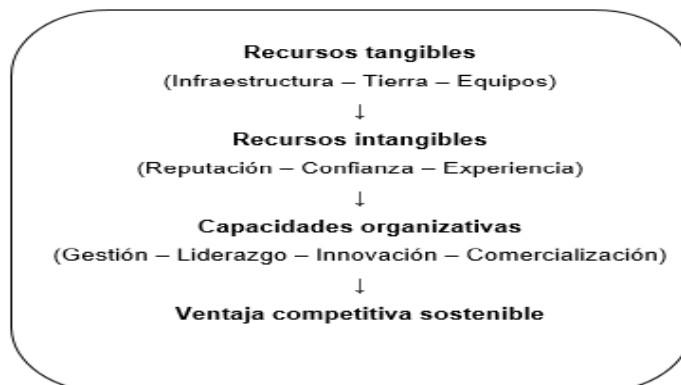 Recursos tangibles
(Infraestructura – Tierra – Equipos)
↓
Recursos intangibles
(Reputación – Confianza – Experiencia)
↓
Capacidades organizativas
(Gestión – Liderazgo – Innovación – Comercialización)
↓
Ventaja competitiva sostenible